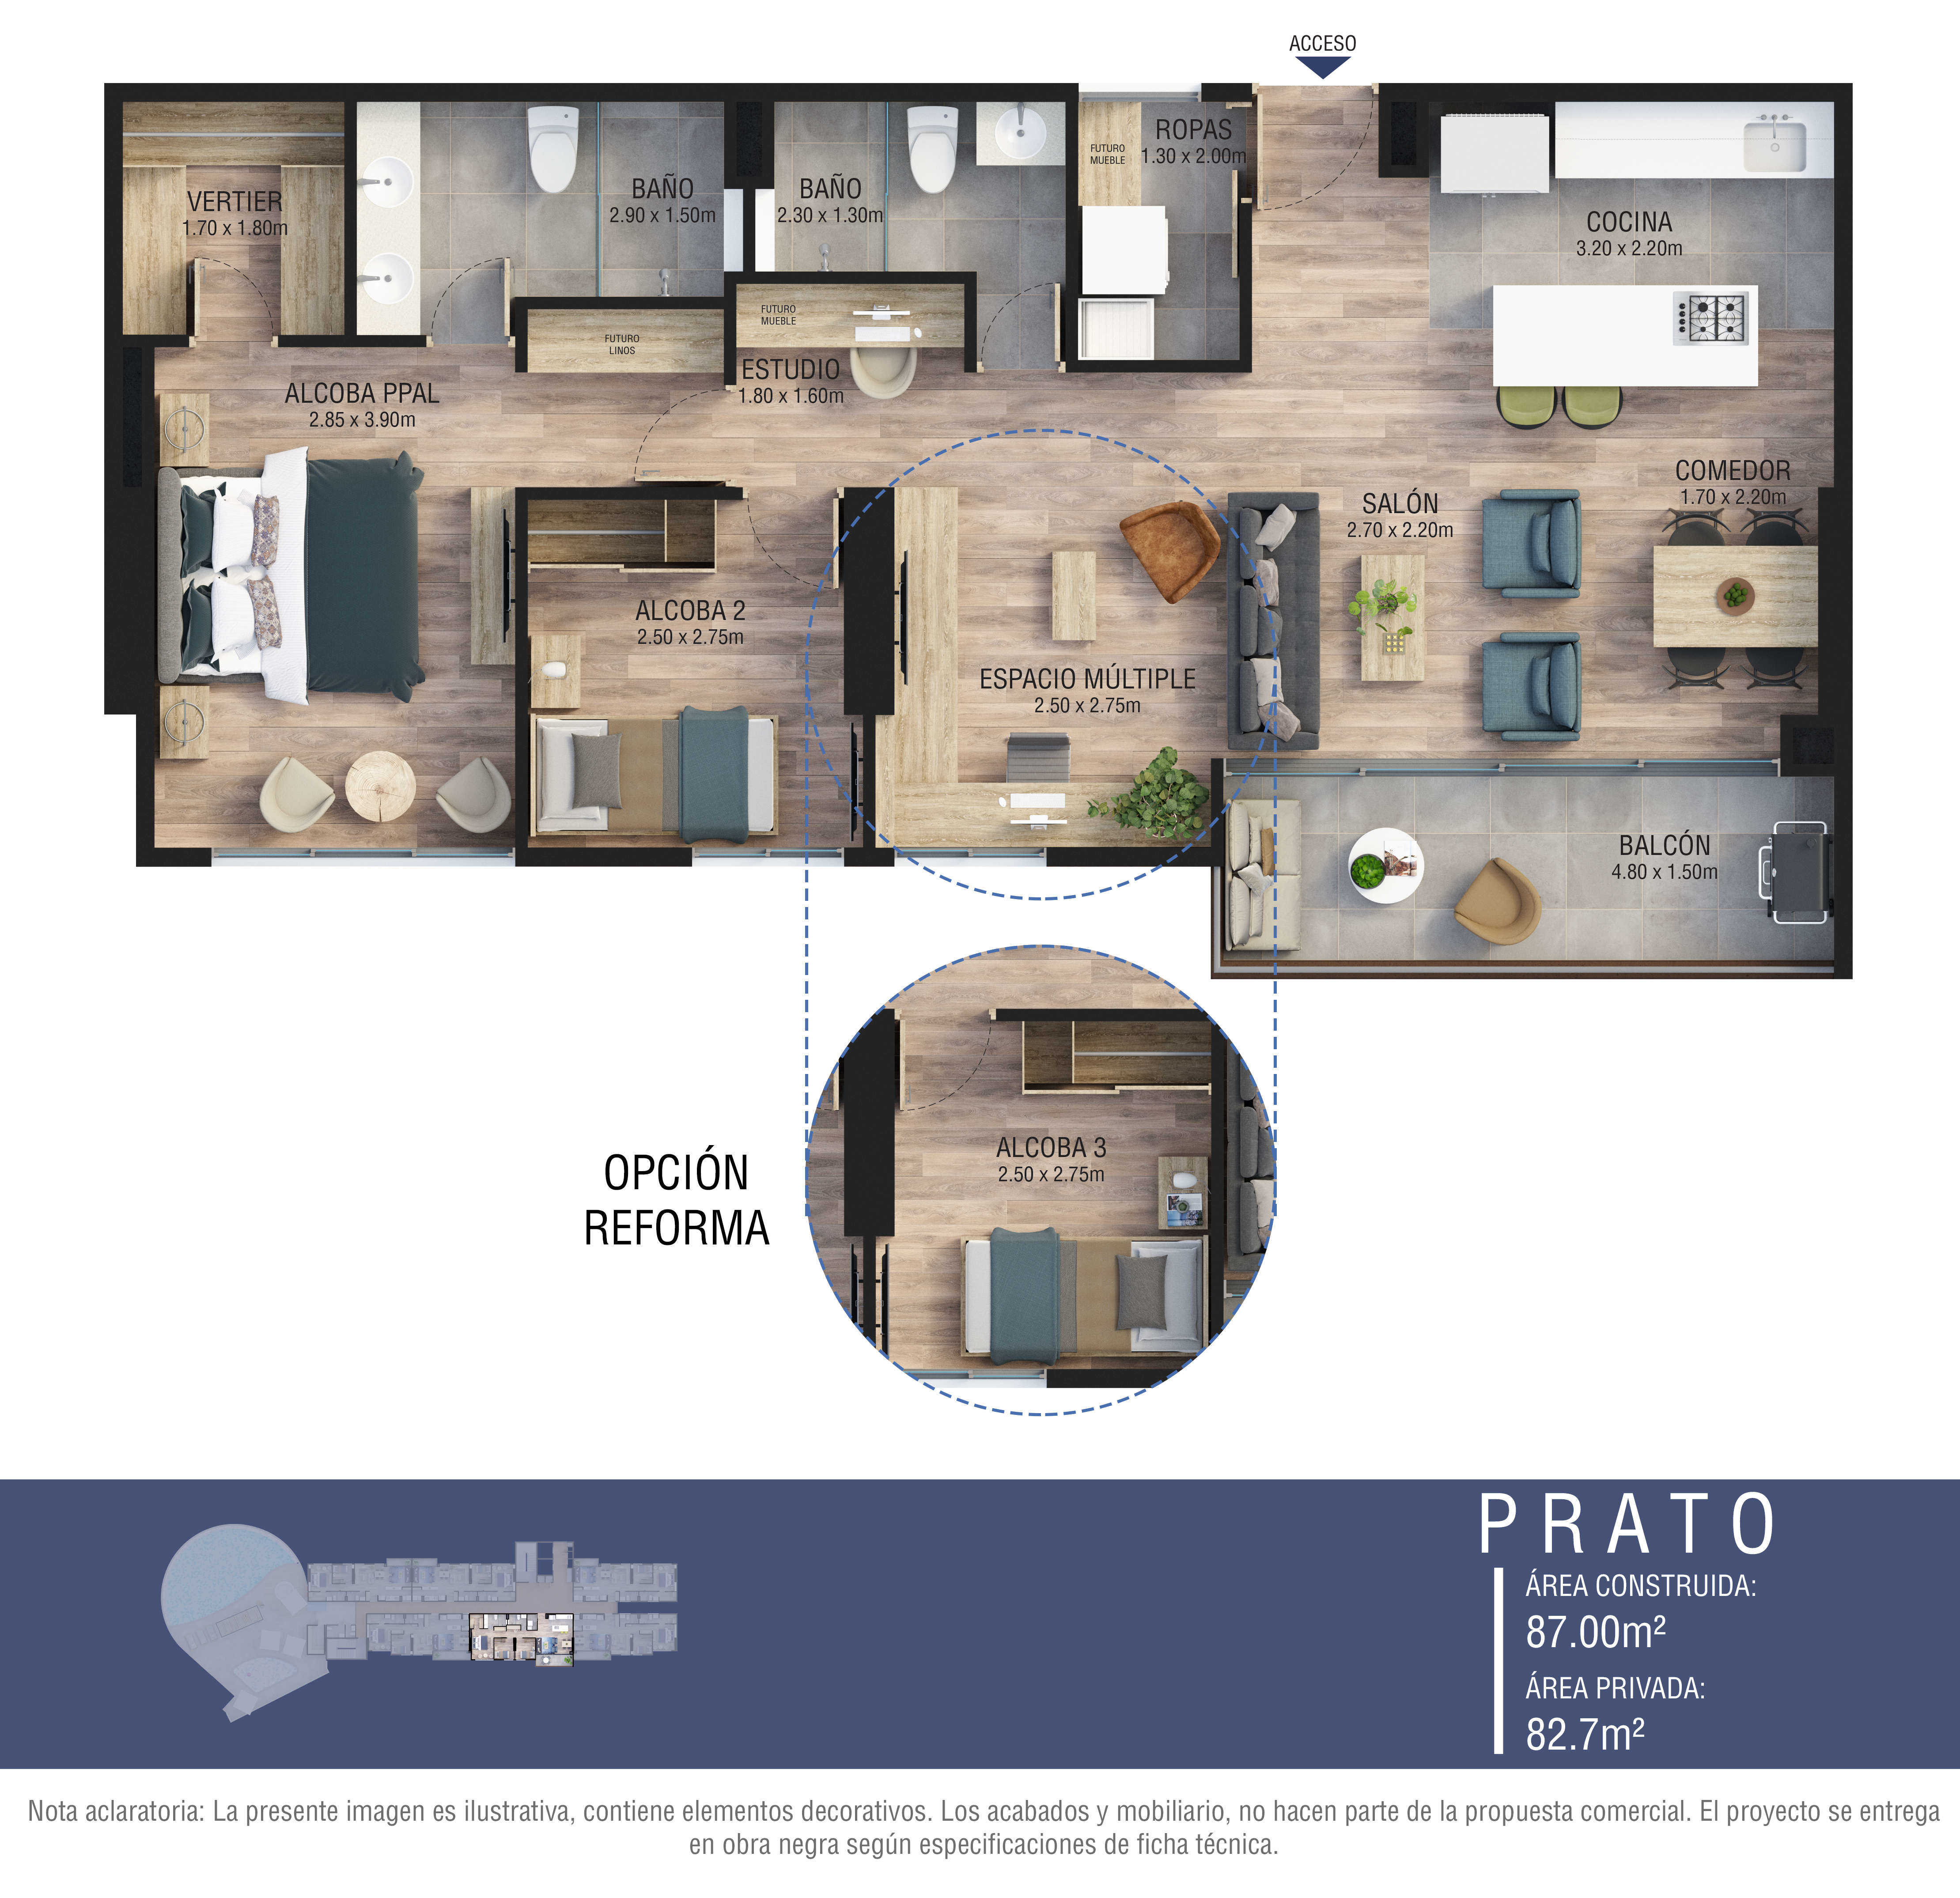 ACCESO
ROPAS
1.30 x 2.00m
FUTURO
MUEBLE
VERTIER
1.70 x 1.80m
BAÑO
2.90 x 1.50m
BAÑO
2.30 x 1.30m
COCINA
3.20 x 2.20m
FUTURO
LINOS
FUTURO
MUEBLE
ESTUDIO
1.80 x 1.60m
ALCOBA PPAL
2.85 x 3.90m
COMEDOR
1.70 x 2.20m
SALÓN
2.70 x 2.20m
ALCOBA 2
2.50 x 2.75m
ESPACIO MÚLTIPLE
2.50 x 2.75m
BALCÓN
4.80 x 1.50m
OPCIÓN
REFORMA
ALCOBA 3
2.50 x 2.75m
PRATO
ÁREA CONSTRUIDA:
87.00m²
ÁREA PRIVADA:
82.7m²
Nota aclaratoria: La presente imagen es ilustrativa, contiene elementos decorativos. Los acabados y mobiliario, no hacen parte de la propuesta comercial. El proyecto se entrega
en obra negra según especificaciones de ficha técnica.